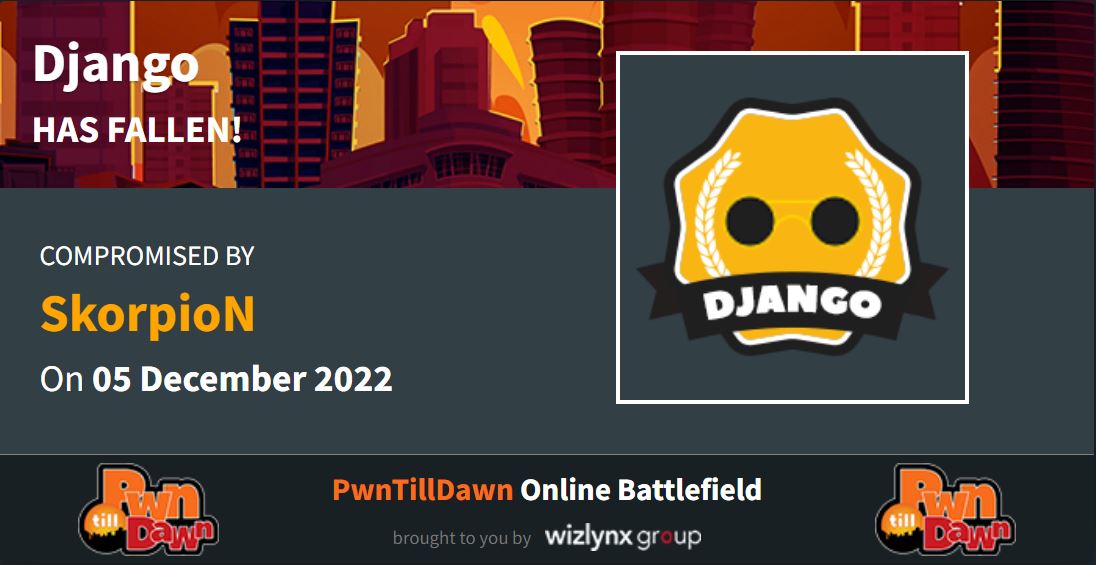 Django
HAS FALLEN!
COMPROMISED BY
SkorpioN
On 05 December 2022
DJANGO
Pwn
till
Dawn
PwnTillDawn Online Battlefield
brought to you by wizlynx group
Pwn
till
Dawn